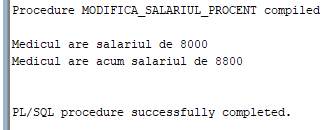 Procedure MODIFICA_SALARIUL_PROCENT compiled
Medicul are salariul de 8000
Medicul are acum salariul de 8800
PL/SQL procedure successfully completed.